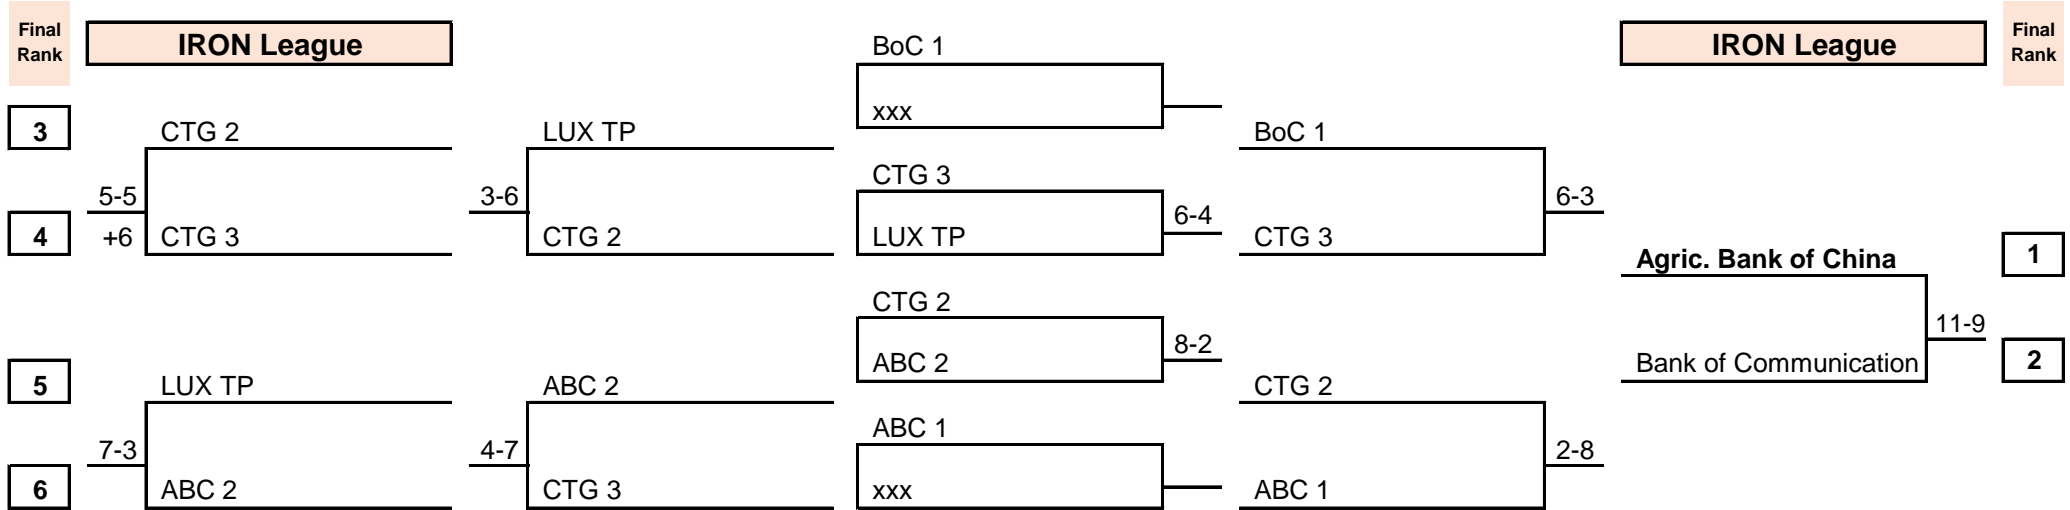 Final
Rank
IRON League
3
CTG 2
5-5
+6
4
CTG 3
5
LUX TP
7-3
6
ABC 2
LUX TP
3-6
CTG 2
ABC 2
4-7
CTG 3
BoC 1
xxx
CTG 3
6-4
LUX TP
CTG 2
8-2
ABC 2
ABC 1
xxx
BoC 1
6-3
CTG 3
CTG 2
2-8
ABC 1
IRON League
Final
Rank
Agric. Bank of China
1
11-9
Bank of Communication
2